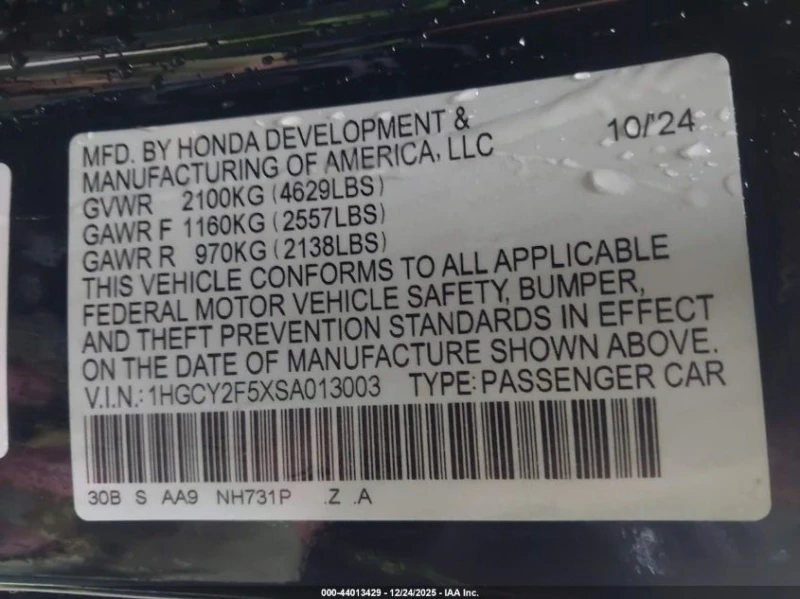 MFD. BY HONDA DEVELOPMENT &
MANUFACTURING OF AMERICA, LLC
10/'24
GVWR 2100KG (4629LBS)
GAWR F 1160KG (2557LBS)
GAWR R 970KG (2138LBS)
THIS VEHICLE CONFORMS TO ALL APPLICABLE
FEDERAL MOTOR VEHICLE SAFETY, BUMPER,
AND THEFT PREVENTION STANDARDS IN EFFECT
ON THE DATE OF MANUFACTURE SHOWN ABOVE.
V.I.N.: 1HGCY2F5XSA013003 TYPE: PASSENGER CAR
30B S AA9 NH731P .Z .A
000-44013429 - 12/24/2025 - IAA Inc.